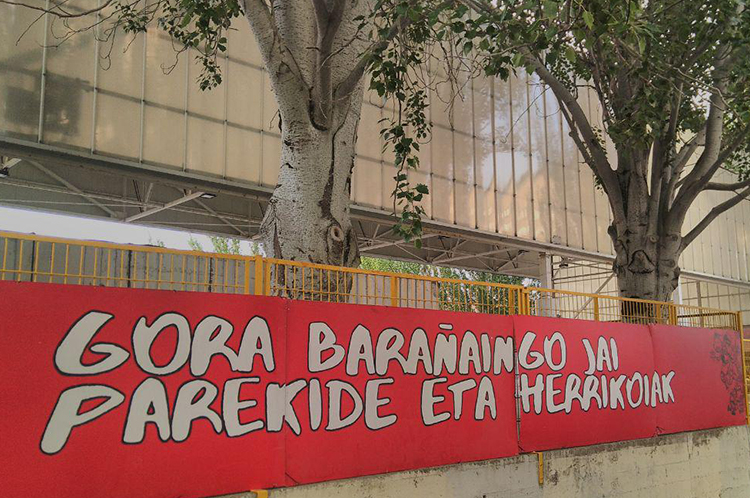 GORA BARAÑAINGO JAI
PAREKIDE ETA HERRIKOIAK